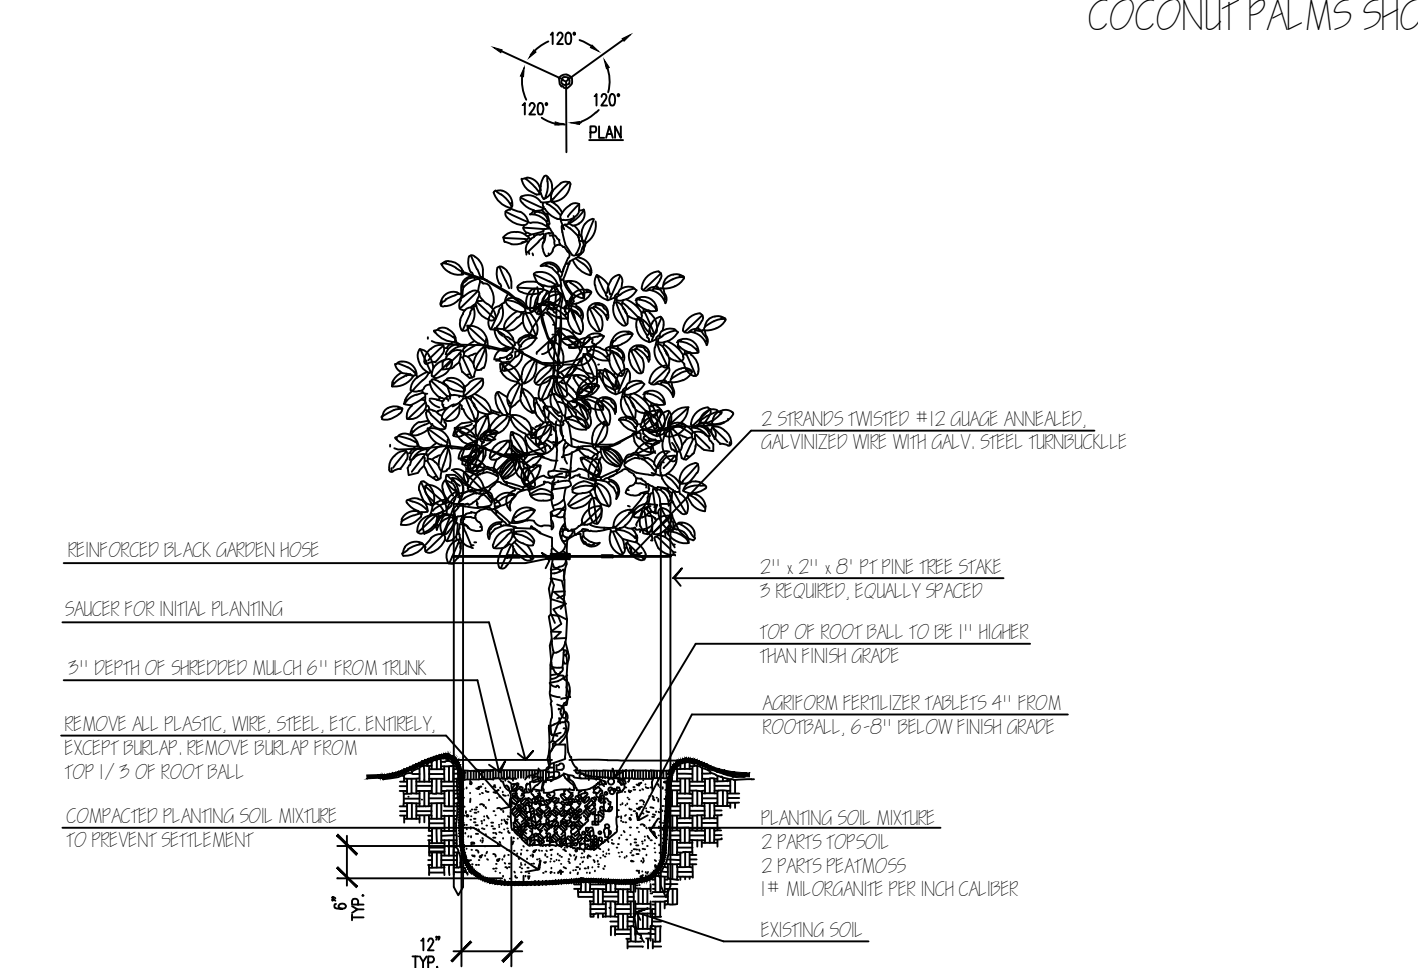 COCONUT PALMS SHO
120°
120°
120°
PLAN
2 STRANDS TWISTED #12 GUAGE ANNEALED,
GALVINIZED WIRE WITH GALV. STEEL TURNBUCKLLE
REINFORCED BLACK GARDEN HOSE
2" x 2" x 8' PT PINE TREE STAKE
3 REQUIRED, EQUALLY SPACED
SAUCER FOR INITIAL PLANTING
TOP OF ROOT BALL TO BE 1" HIGHER
THAN FINISH GRADE
3" DEPTH OF SHREDDED MULCH 6" FROM TRUNK
AGRIFORM FERTILIZER TABLETS 4" FROM
ROOTBALL, 6-8" BELOW FINISH GRADE
REMOVE ALL PLASTIC, WIRE, STEEL, ETC. ENTIRELY,
EXCEPT BURLAP. REMOVE BURLAP FROM
TOP 1/3 OF ROOT BALL
COMPACTED PLANTING SOIL MIXTURE
TO PREVENT SETTLEMENT
PLANTING SOIL MIXTURE
2 PARTS TOPSOIL
2 PARTS PEATMOSS
1# MILORGANITE PER INCH CALIBER
EXISTING SOIL
6"
TYP.
12"
TYP.